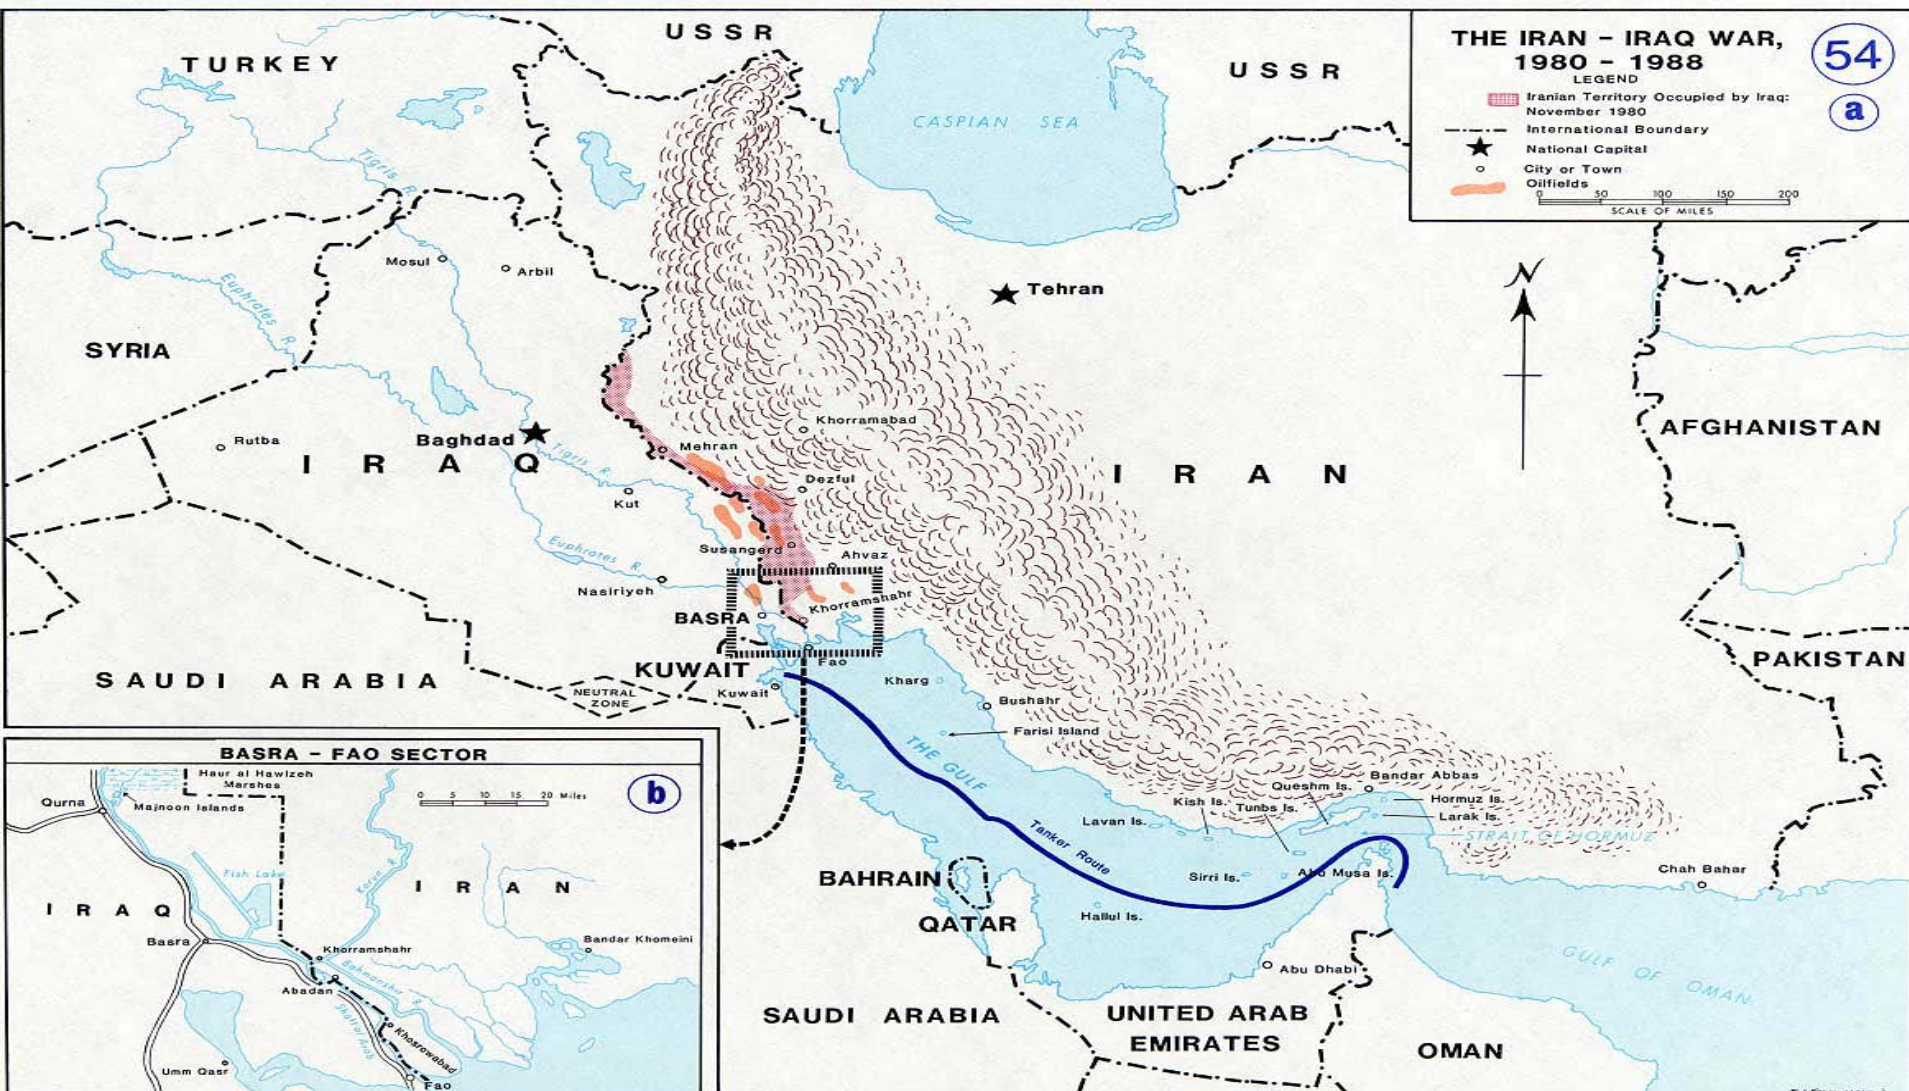 THE IRAN - IRAQ WAR,
1980 - 1988
LEGEND
Iranian Territory Occupied by Iraq:
November 1980
International Boundary
National Capital
City or Town
Oilfields
0 50 100 150 200
SCALE OF MILES
54
a
USSR
TURKEY
USSR
CASPIAN SEA
Tigris R.
Mosul
Arbil
N
Tehran
Euphrates R.
SYRIA
Khorramabad
AFGHANISTAN
Rutba
Baghdad
Mehran
Tigris R.
IRAQ
IRAN
Dezful
Kut
Euphrates R.
Susangerd
Ahvaz
Nasiriyeh
Khorramshahr
BASRA
Fao
PAKISTAN
KUWAIT
SAUDI ARABIA
Kharg
NEUTRAL
ZONE
Kuwait
Bushahr
Farisi Island
THE GULF
Bandar Abbas
Queshm Is.
Hormuz Is.
Kish Is.
Tunbs Is.
Larak Is.
Lavan Is.
Tanker Route
STRAIT OF HORMUZ
Chah Bahar
BAHRAIN
Sirri Is.
Abu Musa Is.
Hallul Is.
QATAR
GULF OF OMAN
Abu Dhabi
SAUDI ARABIA
UNITED ARAB
EMIRATES
OMAN
BASRA - FAO SECTOR
b
Haur al Hawizeh
Marshes
Qurna
Majnoon Islands
0 5 10 15 20 Miles
Fish Lake
Karun R.
IRAN
IRAQ
Basra
Khorramshahr
Bandar Khomeini
Bahmanshir R.
Abadan
Shatt al Arab
Khosrowabad
Umm Qasr
Fao